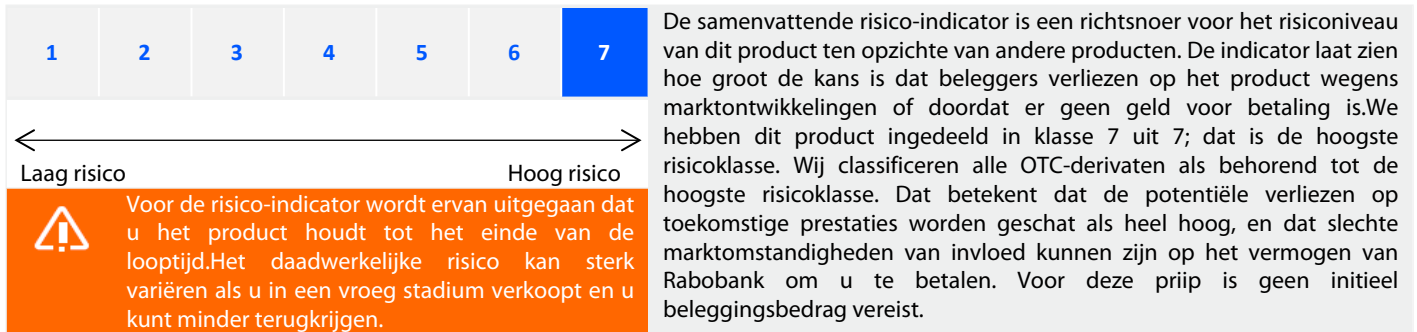 1 2 3 4 5 6 7
Laag risico Hoog risico
Voor de risico-indicator wordt ervan uitgegaan dat
u het product houdt tot het einde van de
looptijd.Het daadwerkelijke risico kan sterk
variëren als u in een vroeg stadium verkoopt en u
kunt minder terugkrijgen.
De samenvattende risico-indicator is een richtsnoer voor het risiconiveau
van dit product ten opzichte van andere producten. De indicator laat zien
hoe groot de kans is dat beleggers verliezen op het product wegens
marktontwikkelingen of doordat er geen geld voor betaling is.We
hebben dit product ingedeeld in klasse 7 uit 7; dat is de hoogste
risicoklasse. Wij classificeren alle OTC-derivaten als behorend tot de
hoogste risicoklasse. Dat betekent dat de potentiële verliezen op
toekomstige prestaties worden geschat als heel hoog, en dat slechte
marktomstandigheden van invloed kunnen zijn op het vermogen van
Rabobank om u te betalen. Voor deze priip is geen initieel
beleggingsbedrag vereist.